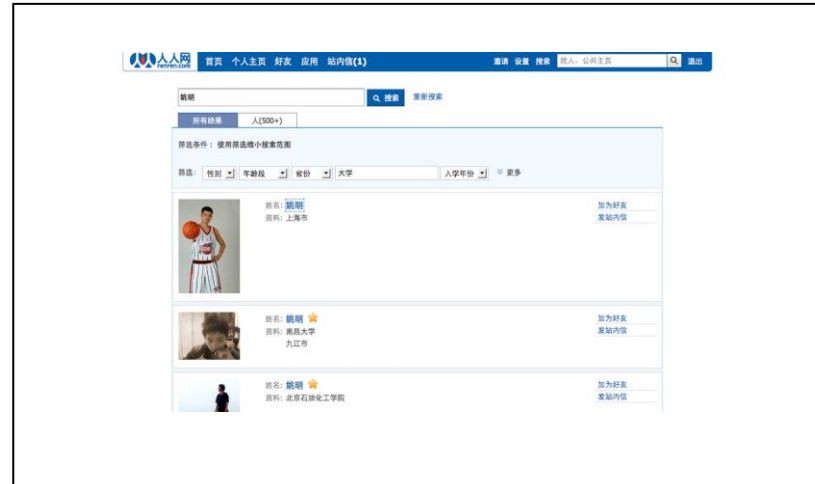 人人网 renren.com 首页 个人主页 好友 应用 站内信(1) 邀请 设置 搜索 找人、公共主页 退出
姚明 搜索 重新搜索
所有结果 人(500+)
筛选条件: 使用筛选缩小搜索范围
筛选: 性别 年龄段 省份 大学 入学年份 更多
姓名: 姚明 加为好友
资料: 上海市 发站内信
姓名: 姚明 加为好友
资料: 南昌大学 发站内信
九江市
姓名: 姚明 加为好友
资料: 北京石油化工学院 发站内信